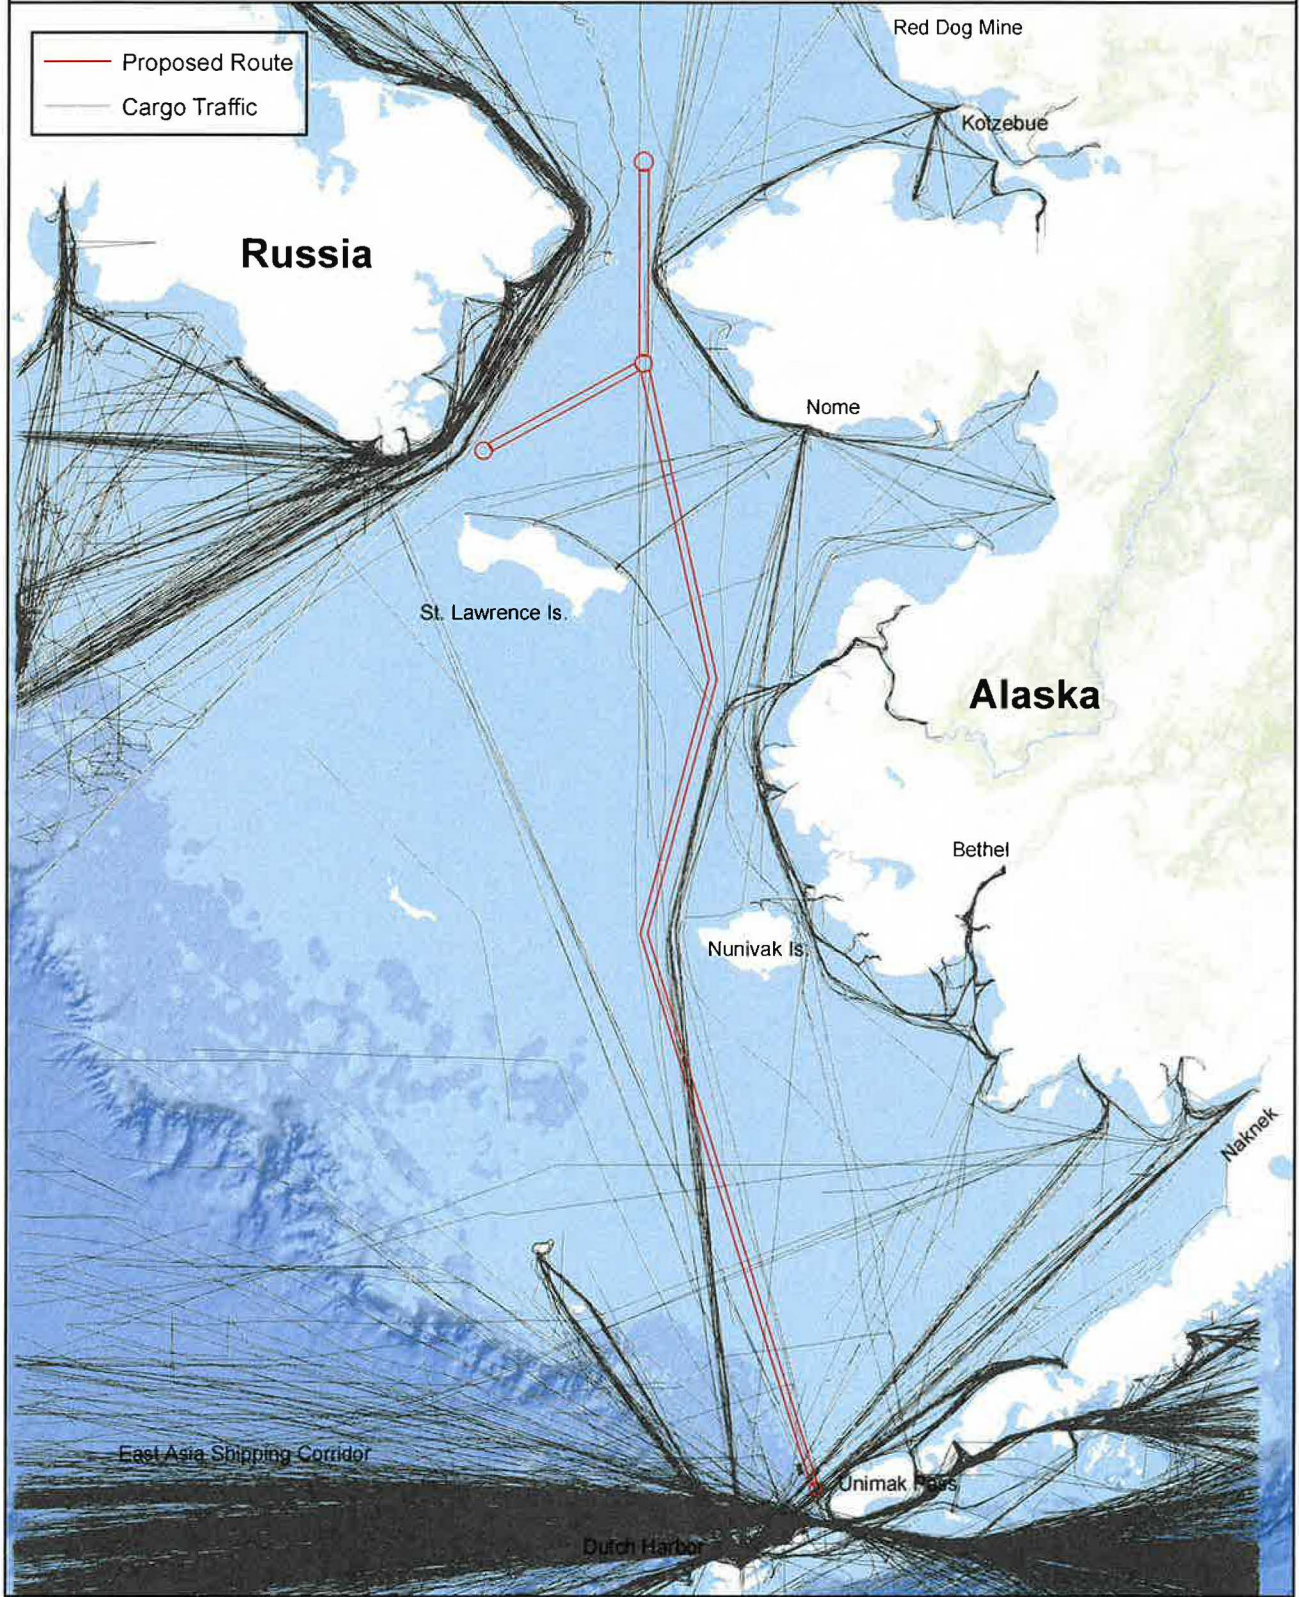 Red Dog Mine
Proposed Route
Cargo Traffic
Kotzebue
Russia
Nome
St. Lawrence Is.
Alaska
Bethel
Nunivak Is.
Naknek
East Asia Shipping Corridor
Unimak Pass
Dutch Harbor